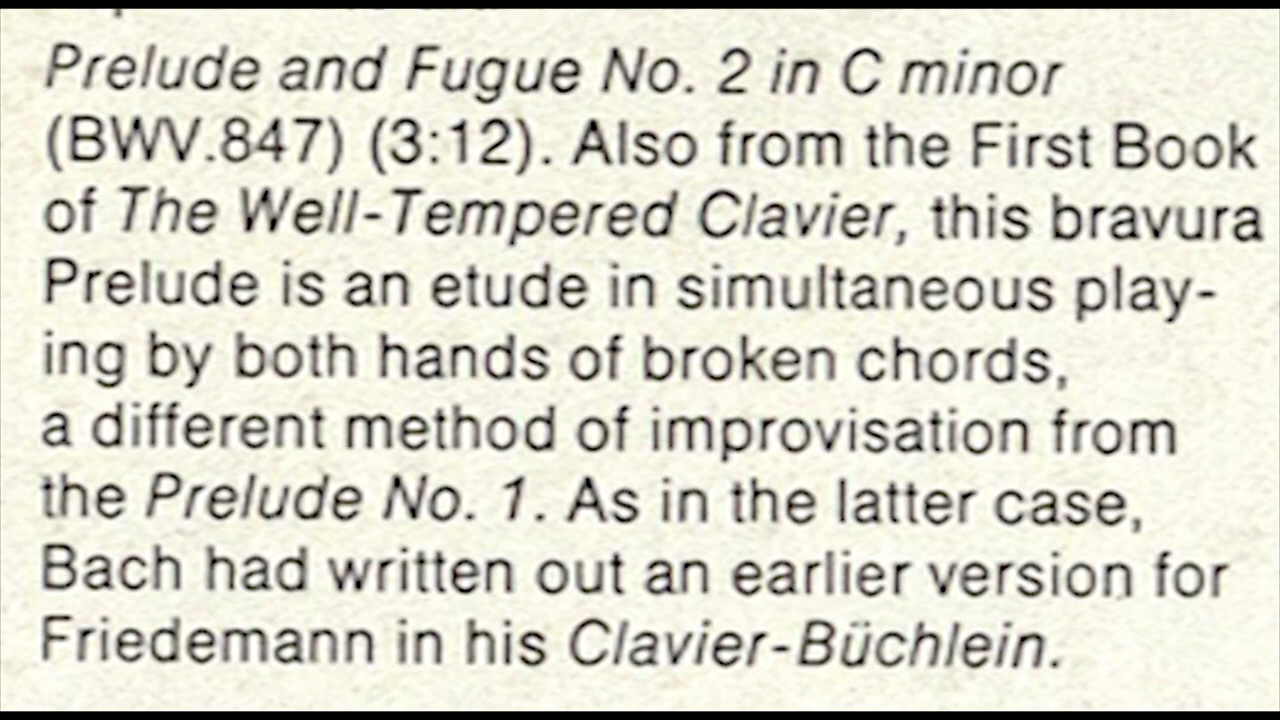 Prelude and Fugue No. 2 in C minor
(BWV.847) (3:12). Also from the First Book
of The Well-Tempered Clavier, this bravura
Prelude is an etude in simultaneous play-
ing by both hands of broken chords,
a different method of improvisation from
the Prelude No. 1. As in the latter case,
Bach had written out an earlier version for
Friedemann in his Clavier-Büchlein.